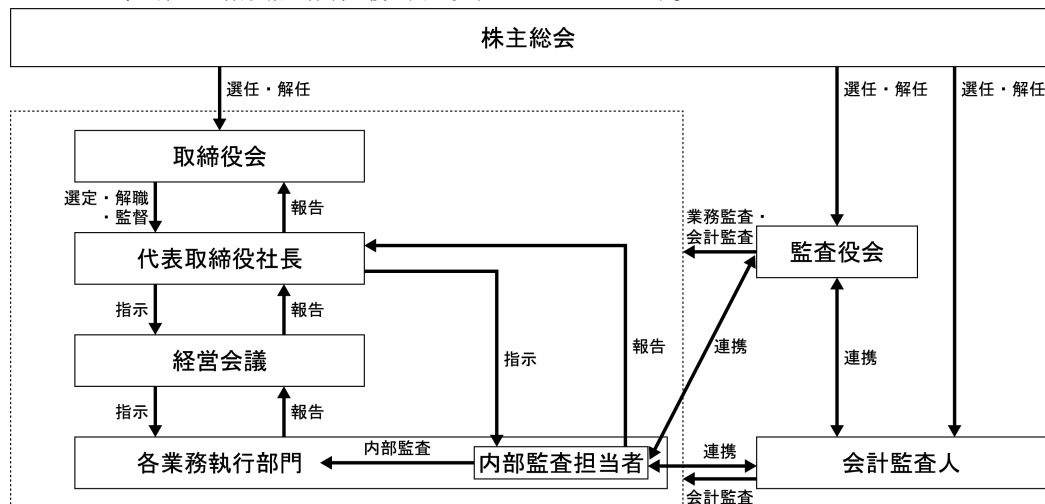 株主総会
選任・解任
選任・解任
選任・解任
取締役会
選定・解職
・監督
報告
業務監査・
会計監査
監査役会
代表取締役社長
指示
報告
指示
報告
連携
連携
経営会議
指示
報告
各業務執行部門
内部監査
内部監査担当者
連携
会計監査
会計監査人